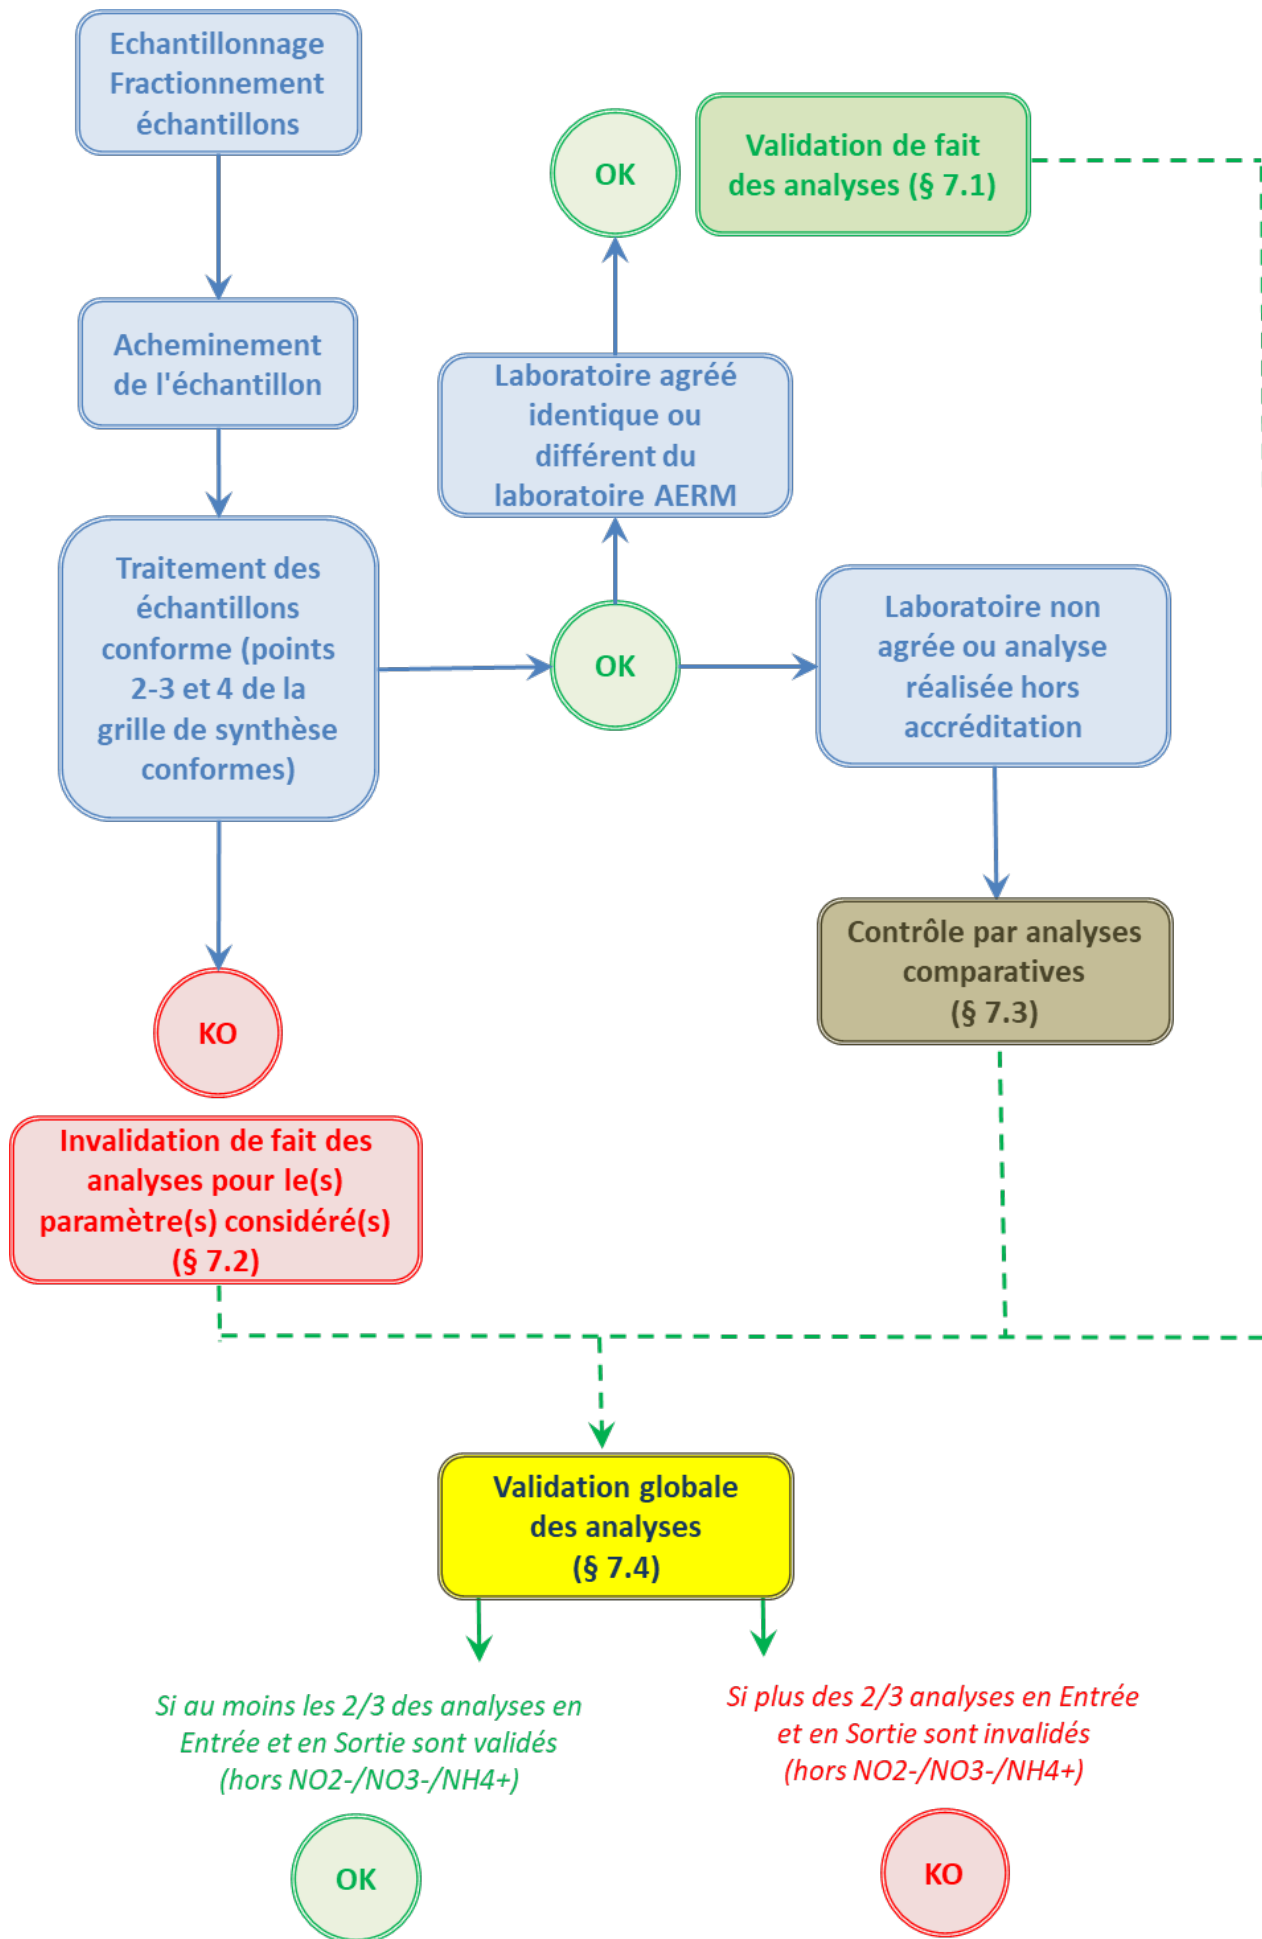 Echantillonnage
Fractionnement
échantillons
OK
Validation de fait
des analyses (§ 7.1)
Acheminement
de l'échantillon
Laboratoire agréé
identique ou
différent du
laboratoire AERM
Traitement des
échantillons
conforme (points
2-3 et 4 de la
grille de synthèse
conformes)
OK
Laboratoire non
agrée ou analyse
réalisée hors
accréditation
Contrôle par analyses
comparatives
(§ 7.3)
KO
Invalidation de fait des
analyses pour le(s)
paramètre(s) considéré(s)
(§ 7.2)
Validation globale
des analyses
(§ 7.4)
Si au moins les 2/3 des analyses en
Entrée et en Sortie sont validés
(hors NO2-/NO3-/NH4+)
OK
Si plus des 2/3 analyses en Entrée
et en Sortie sont invalidés
(hors NO2-/NO3-/NH4+)
KO